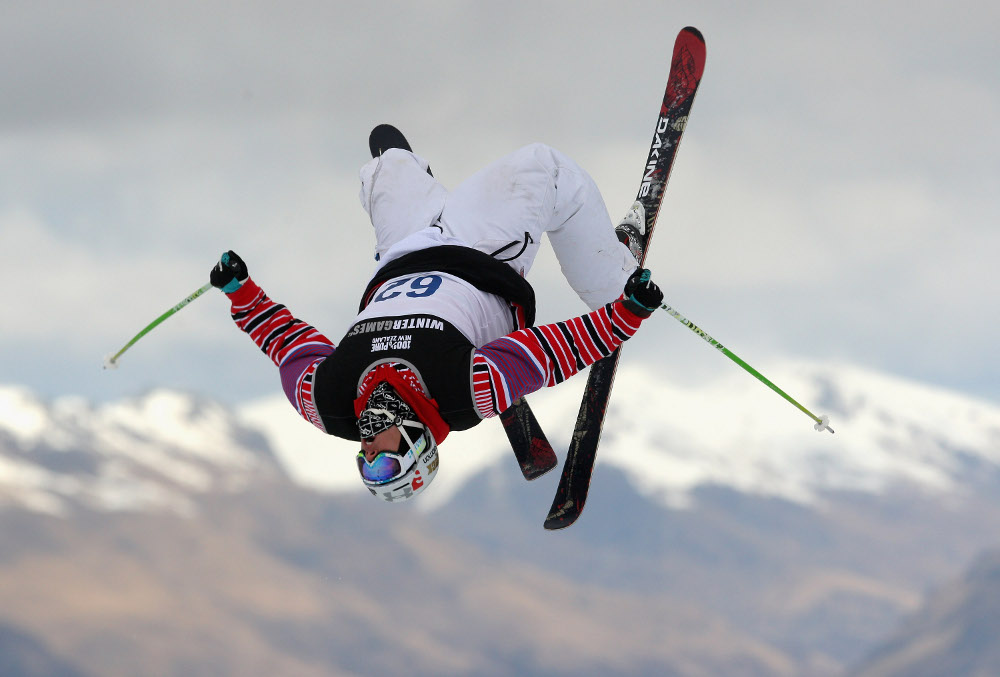 DAKINE
62
WINTERGAMES
100% PURE
NEW ZEALAND